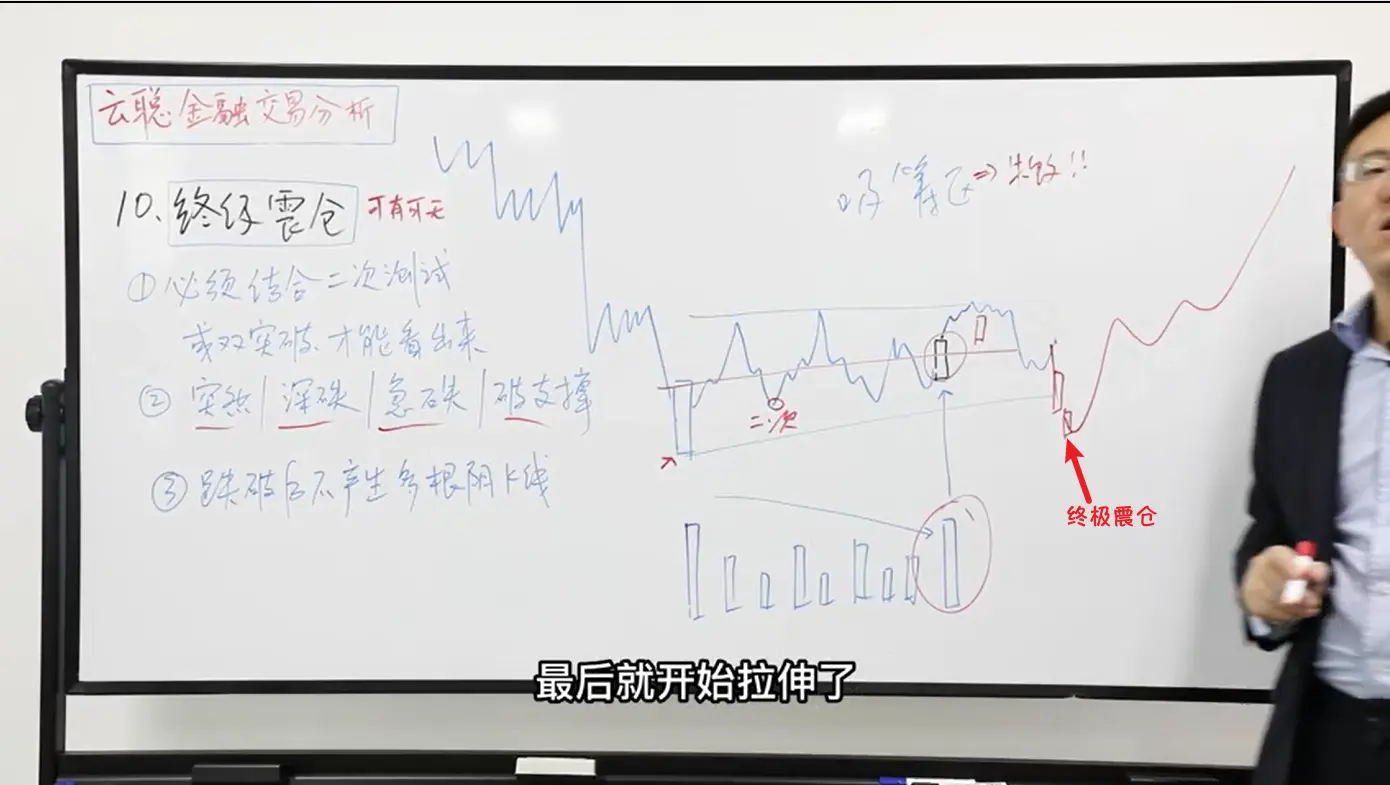 云聪金融交易分析
10、终级震仓 可有可无
①必须结合二次测试
或双突破、才能看出来
②突然|深跌|急跌|破支撑
③跌破后不产生多根阴K线
吸筹区⇒失败!!
二次
终极震仓
最后就开始拉伸了